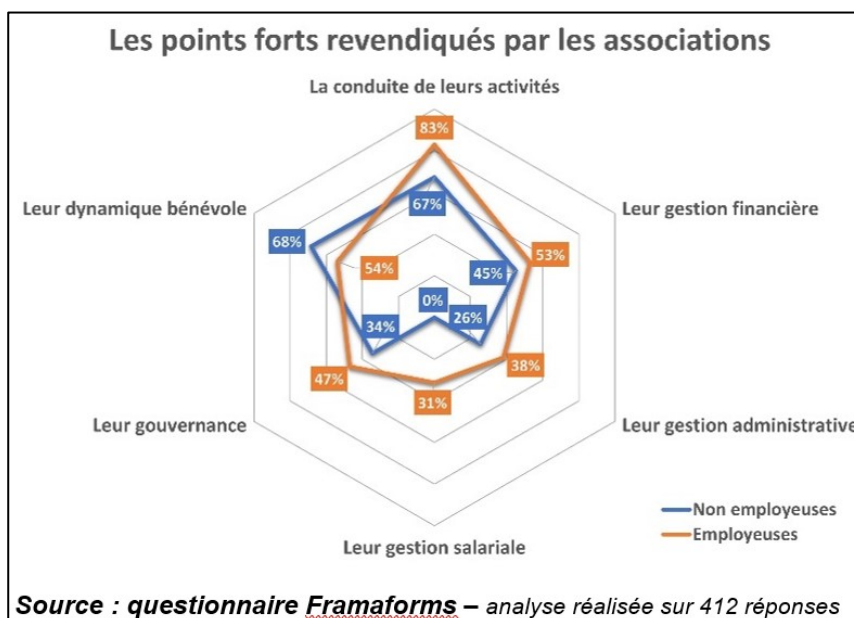 Les points forts revendiqués par les associations
La conduite de leurs activités
83%
Leur dynamique bénévole
Leur gestion financière
67%
68%
53%
54%
45%
0%
26%
34%
38%
47%
31%
Leur gouvernance
Leur gestion administrative
Non employeuses
Employeuses
Leur gestion salariale
Source : questionnaire Framaforms – analyse réalisée sur 412 réponses